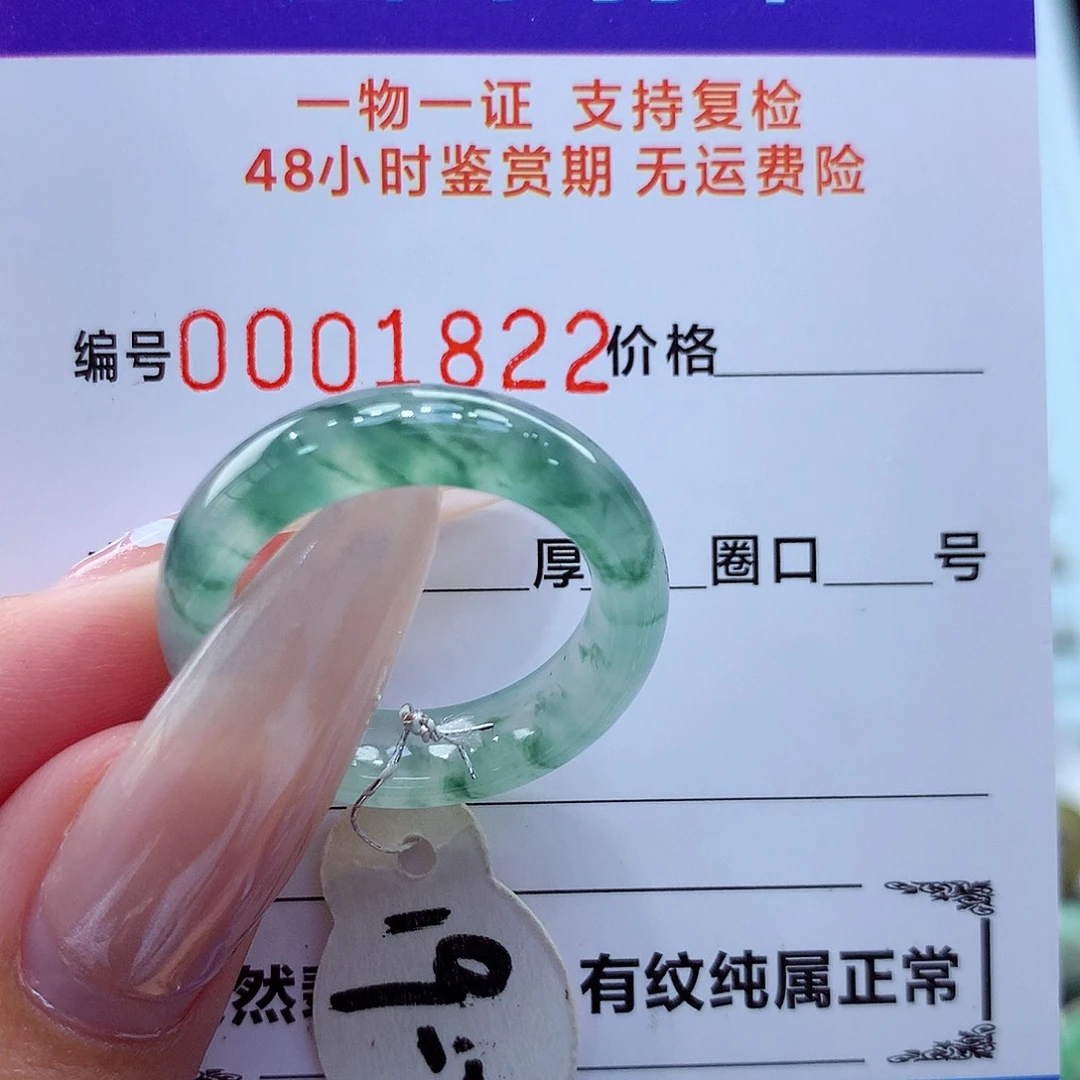 一物一证 支持复检
48小时鉴赏期 无运费险
编号0001822价格
厚 圈口 号
然 有纹纯属正常